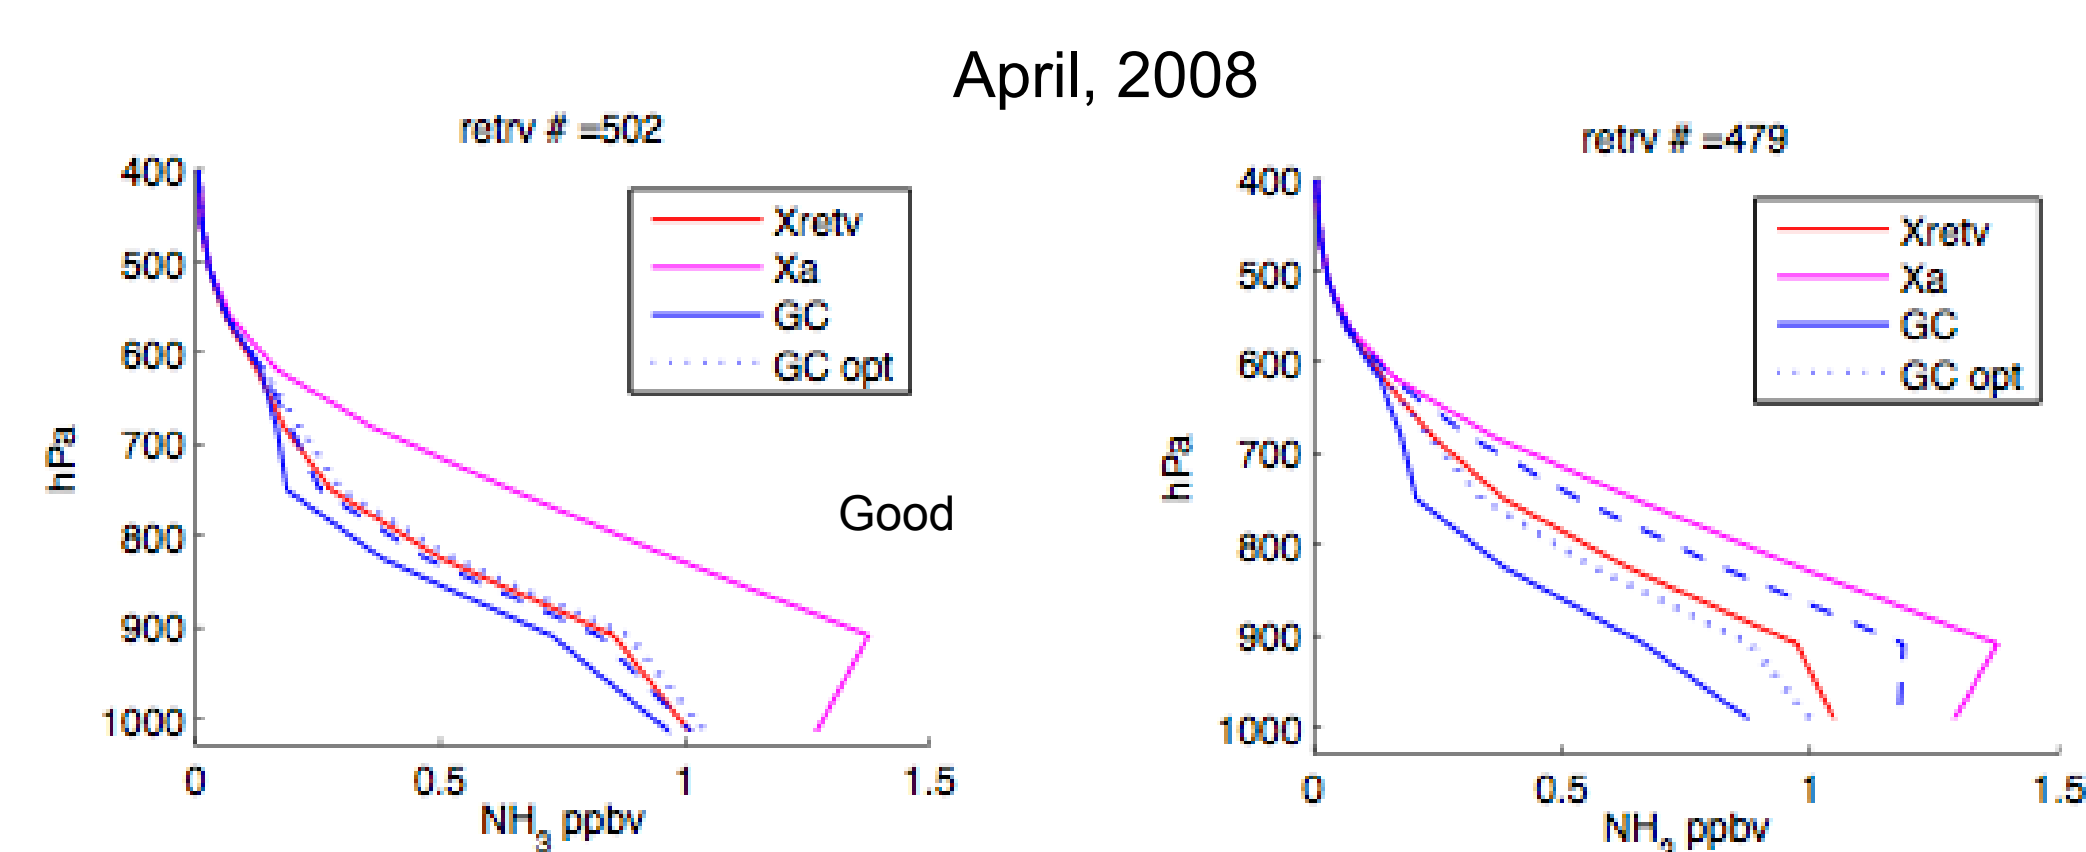 April, 2008
retrv # =502
400
500
600
700
800
900
1000
hPa
0
0.5
1
1.5
NH3 ppbv
Xretv
Xa
GC
GC opt
Good
retrv # =479
400
500
600
700
800
900
1000
hPa
0
0.5
1
1.5
NH3 ppbv
Xretv
Xa
GC
GC opt